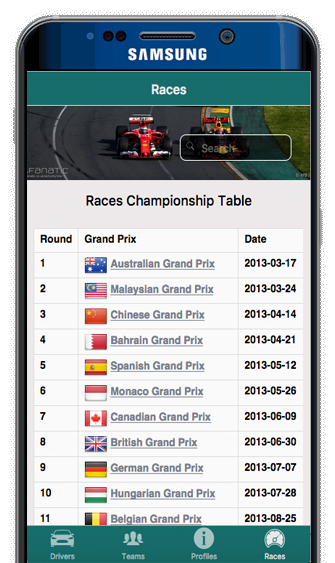 SAMSUNG
Races
Search
FANATIC
Races Championship Table
Round Grand Prix Date
1 Australian Grand Prix 2013-03-17
2 Malaysian Grand Prix 2013-03-24
3 Chinese Grand Prix 2013-04-14
4 Bahrain Grand Prix 2013-04-21
5 Spanish Grand Prix 2013-05-12
6 Monaco Grand Prix 2013-05-26
7 Canadian Grand Prix 2013-06-09
8 British Grand Prix 2013-06-30
9 German Grand Prix 2013-07-07
10 Hungarian Grand Prix 2013-07-28
11 Belgian Grand Prix 2013-08-25
Drivers Teams Profiles Races